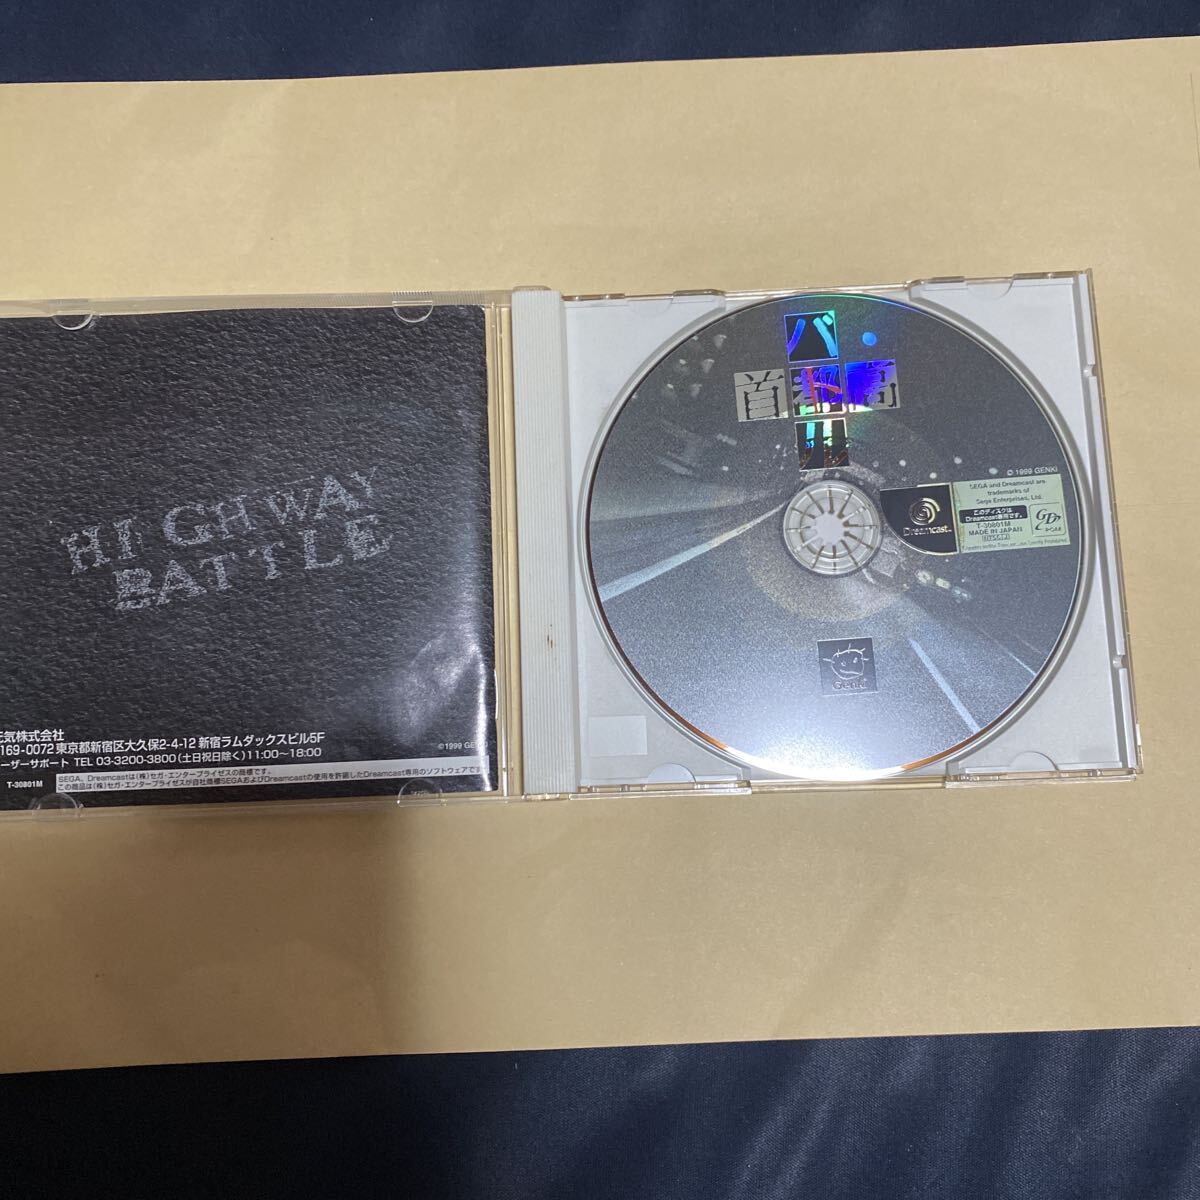 HIGHWAY
BATTLE
元気株式会社
169-0072 東京都新宿区大久保2-4-12 新宿ラムダックスビル5F
ーザーサポート TEL 03-3200-3800 (土日祝日除く) 11:00〜18:00
©1999 GENKI
T-30801M
SEGA、Dreamcastは(株)セガ・エンタープライゼスの商標です。
この商品は(株)セガ・エンタープライゼスが自社商標SEGAおよびDreamcastの使用を許諾したDreamcast専用のソフトウェアです。
バ
首都高
ル
© 1999 GENKI
SEGA and Dreamcast are
trademarks of
Sega Enterprises, Ltd.
このディスクは
Dreamcast専用です。
T-30801M
MADE IN JAPAN
Dreamcast
GD-ROM
Genki